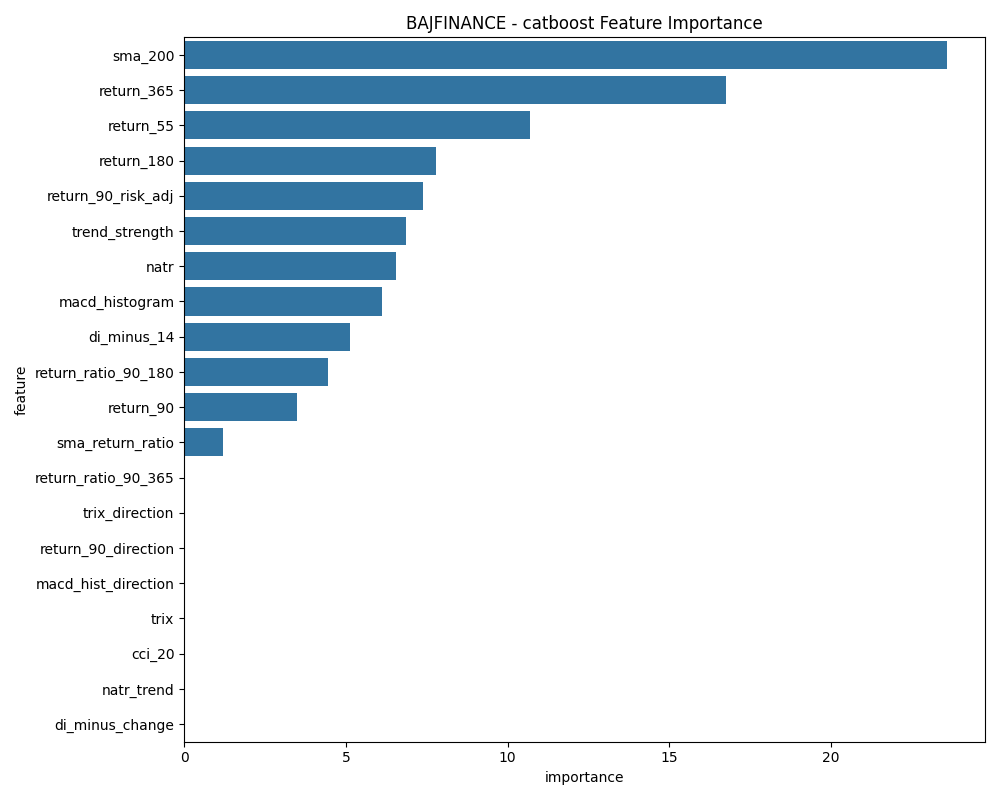 BAJFINANCE - catboost Feature Importance
sma_200
return_365
return_55
return_180
return_90_risk_adj
trend_strength
natr
macd_histogram
di_minus_14
return_ratio_90_180
return_90
sma_return_ratio
return_ratio_90_365
trix_direction
return_90_direction
macd_hist_direction
trix
cci_20
natr_trend
di_minus_change
feature
0 5 10 15 20
importance